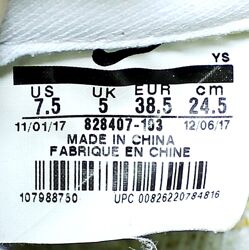 YS
US UK EUR cm
7.5 5 38.5 24.5
11/01/17 828407-103 12/06/17
MADE IN CHINA
FABRIQUE EN CHINE
107988750 UPC 00826220784816